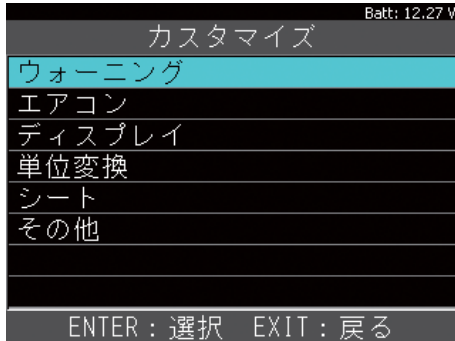 Batt: 12.27 V
カスタマイズ
ウォーニング
エアコン
ディスプレイ
単位変換
シート
その他
ENTER：選択　EXIT：戻る